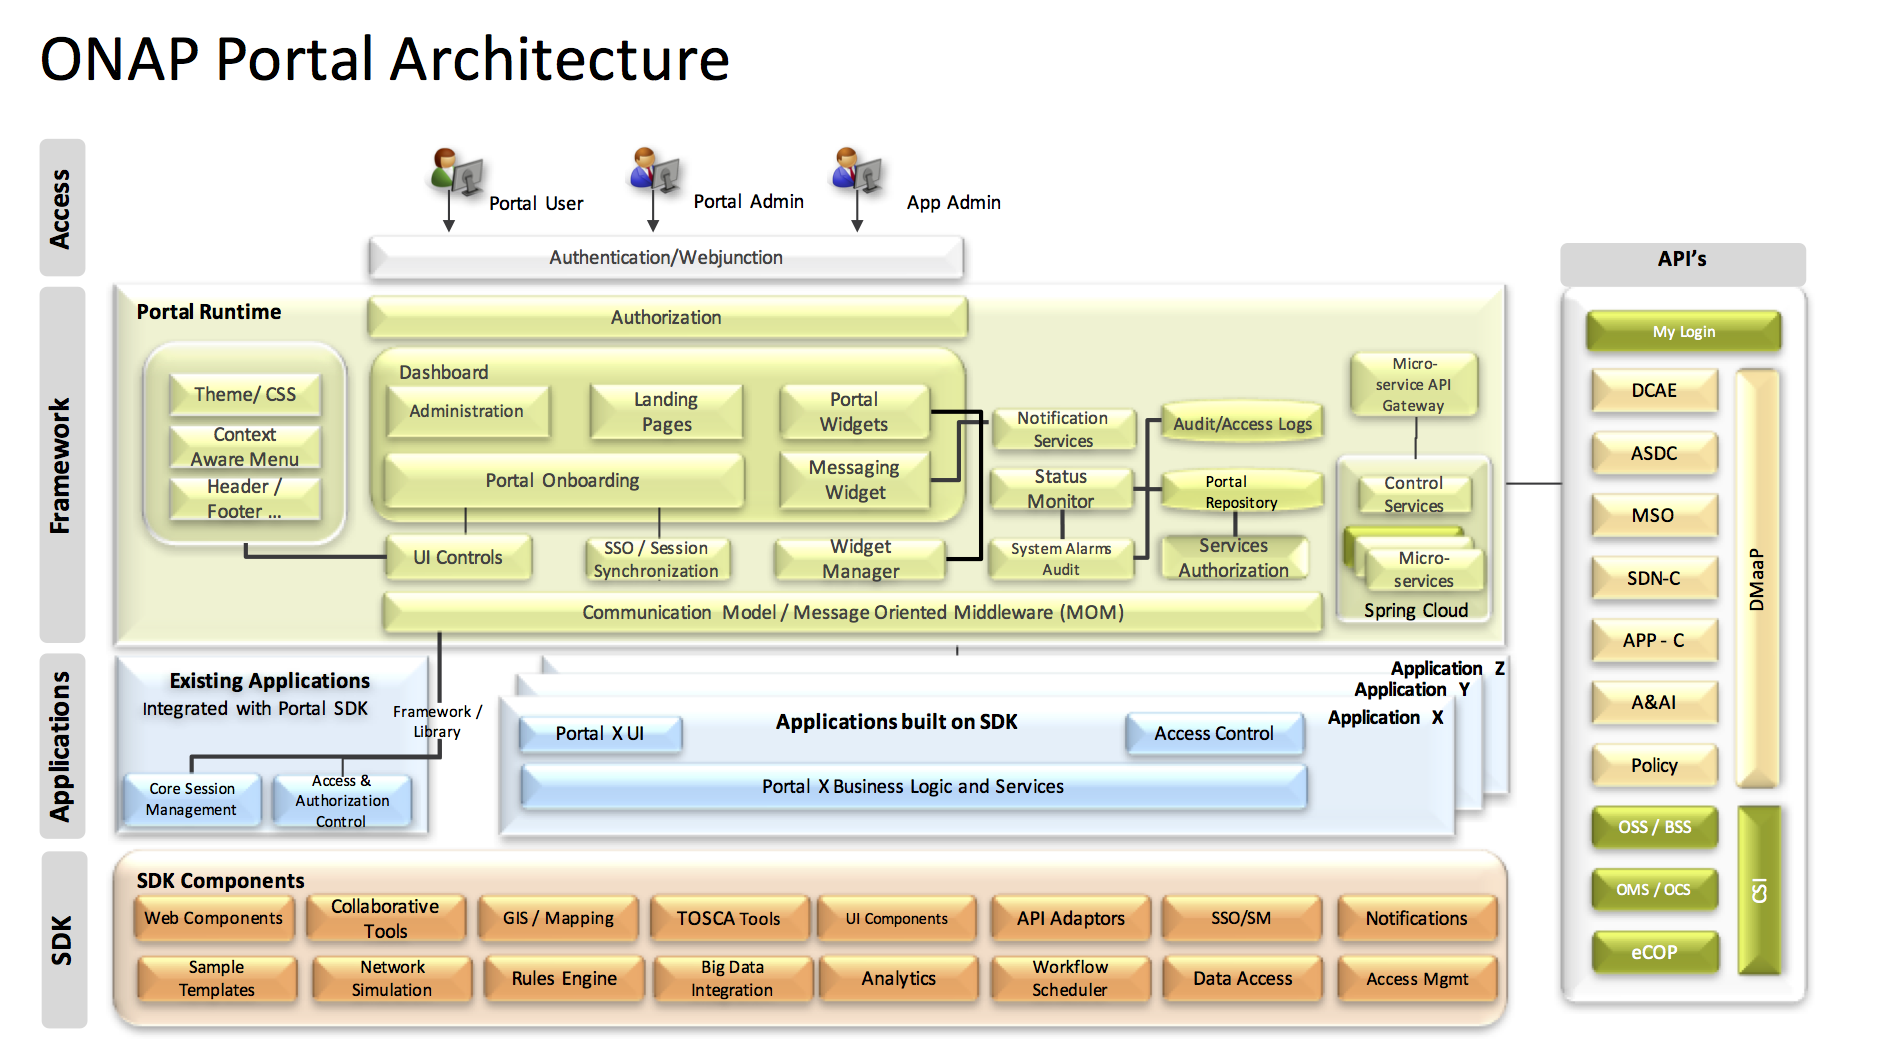 ONAP Portal Architecture
Access
Portal User
Portal Admin
App Admin
Authentication/Webjunction
Framework
Portal Runtime
Authorization
Theme/ CSS
Context
Aware Menu
Header /
Footer ...
Dashboard
Administration
Landing
Pages
Portal
Widgets
Portal Onboarding
Messaging
Widget
UI Controls
SSO / Session
Synchronization
Widget
Manager
Notification
Services
Status
Monitor
System Alarms
Audit
Audit/Access Logs
Portal
Repository
Services
Authorization
Micro-
service API
Gateway
Control
Services
Micro-
services
Spring Cloud
Communication Model / Message Oriented Middleware (MOM)
Applications
Existing Applications
Integrated with Portal SDK
Framework /
Library
Core Session
Management
Access &
Authorization
Control
Application Z
Application Y
Application X
Applications built on SDK
Portal X UI
Access Control
Portal X Business Logic and Services
SDK
SDK Components
Web Components
Collaborative
Tools
GIS / Mapping
TOSCA Tools
UI Components
API Adaptors
SSO/SM
Notifications
Sample
Templates
Network
Simulation
Rules Engine
Big Data
Integration
Analytics
Workflow
Scheduler
Data Access
Access Mgmt
API's
My Login
DCAE
ASDC
MSO
SDN-C
APP - C
A&AI
Policy
DMaaP
OSS / BSS
OMS / OCS
eCOP
CSI